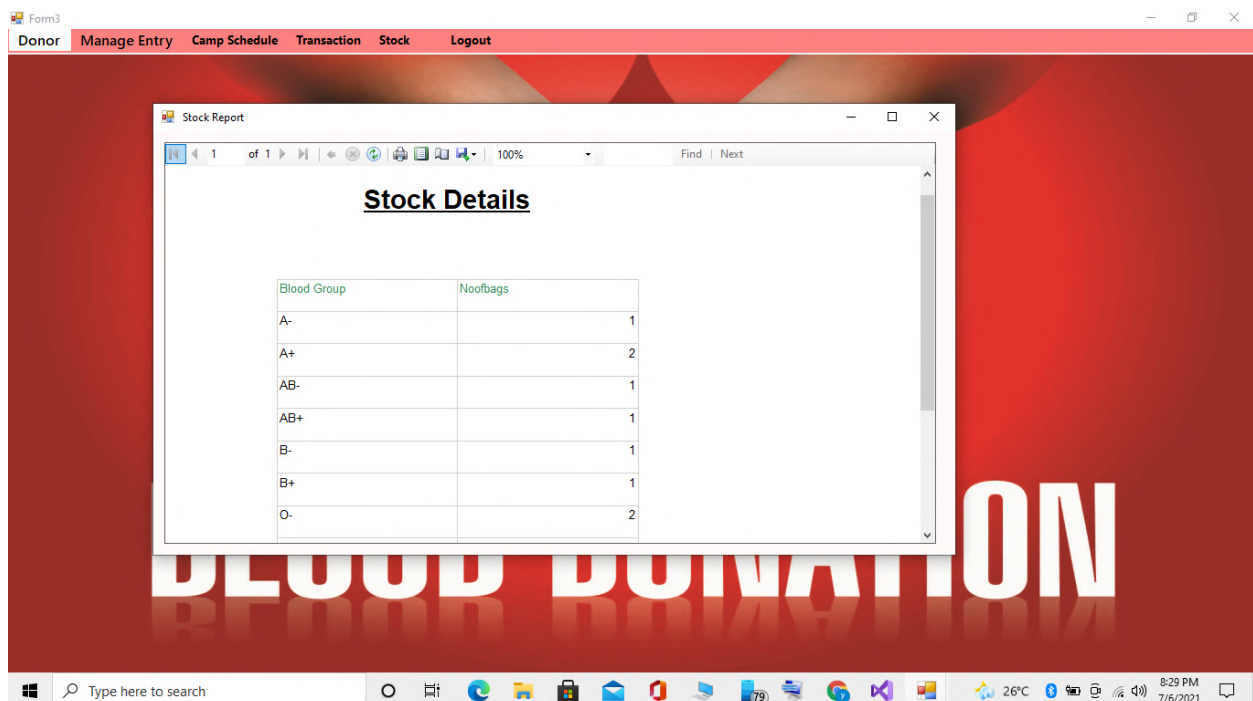 Form3
Donor Manage Entry Camp Schedule Transaction Stock Logout
Stock Report
1 of 1 100% Find | Next
Stock Details
Blood Group Noofbags
A- 1
A+ 2
AB- 1
AB+ 1
B- 1
B+ 1
O- 2
BLOOD DONATION
Type here to search 79 26°C 8:29 PM
7/6/2021